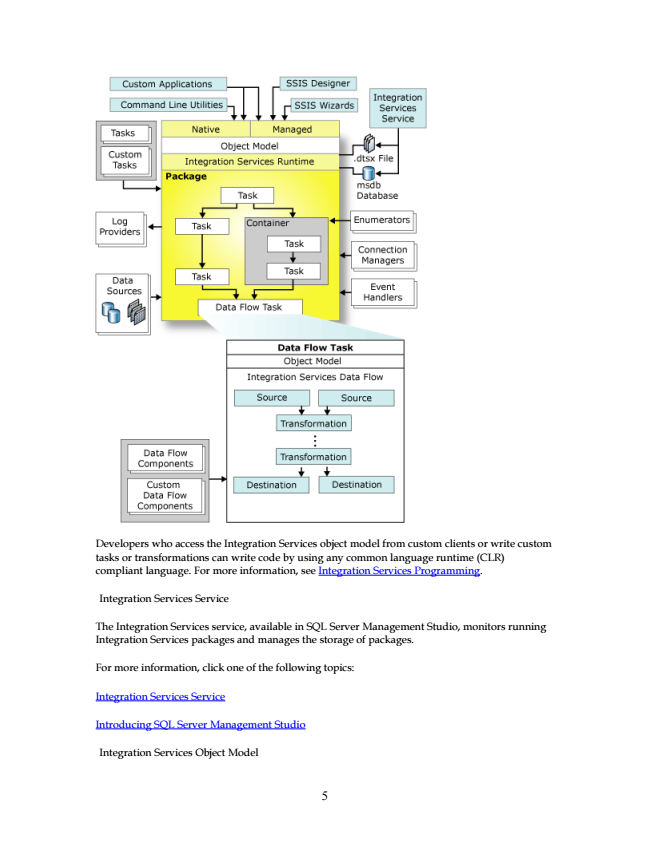 Custom Applications
SSIS Designer
Command Line Utilities
SSIS Wizards
Integration
Services
Service
Tasks
Custom
Tasks
Native
Managed
Object Model
Integration Services Runtime
.dtsx File
msdb
Database
Package
Task
Log
Providers
Task
Container
Task
Task
Task
Enumerators
Connection
Managers
Event
Handlers
Data
Sources
Data Flow Task
Data Flow Task
Object Model
Integration Services Data Flow
Source
Source
Transformation
Transformation
Destination
Destination
Data Flow
Components
Custom
Data Flow
Components
Developers who access the Integration Services object model from custom clients or write custom
tasks or transformations can write code by using any common language runtime (CLR)
compliant language. For more information, see Integration Services Programming.
Integration Services Service
The Integration Services service, available in SQL Server Management Studio, monitors running
Integration Services packages and manages the storage of packages.
For more information, click one of the following topics:
Integration Services Service
Introducing SQL Server Management Studio
Integration Services Object Model
5